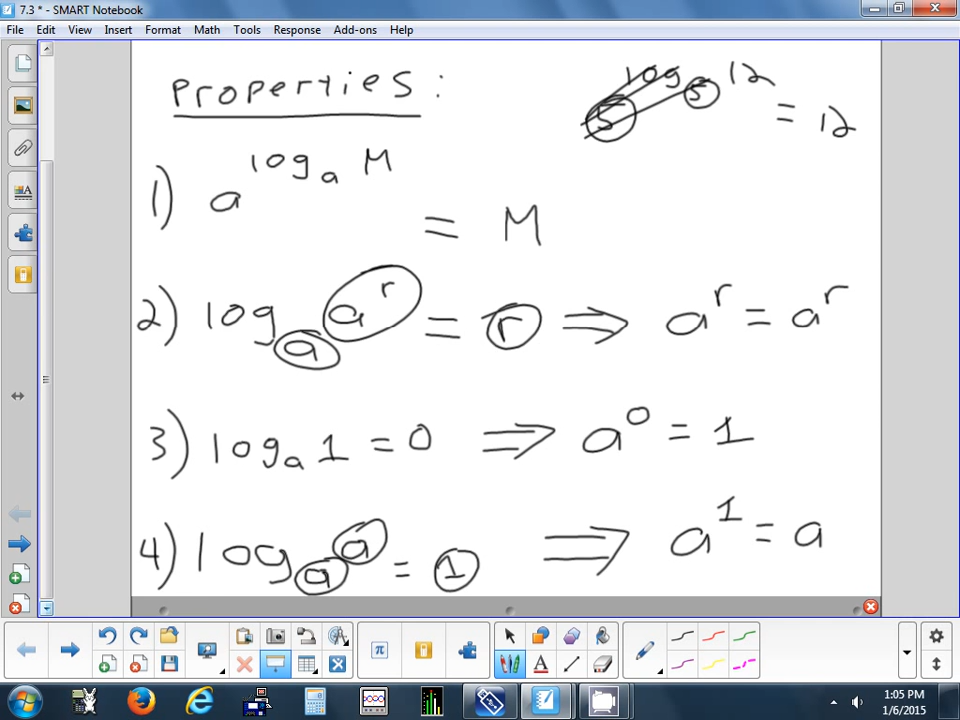 7.3 * - SMART Notebook
File Edit View Insert Format Math Tools Response Add-ons Help
Properties:
5^log_5 12 = 12
1) a^log_a M = M
2) log_a a^r = r ⇒ a^r = a^r
3) log_a 1 = 0 ⇒ a^0 = 1
4) log_a a = 1 ⇒ a^1 = a
π
A
1:05 PM
1/6/2015